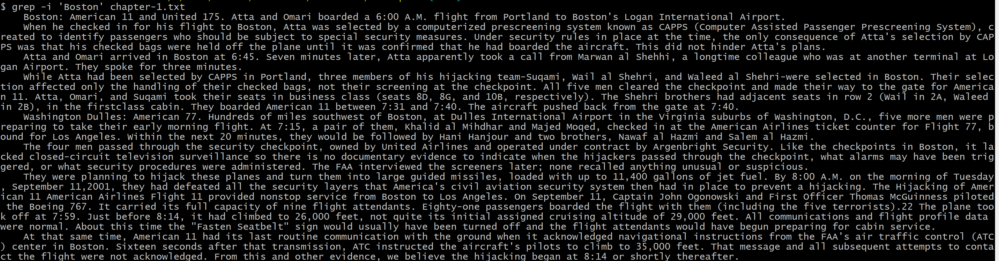 $ grep -i 'Boston' chapter-1.txt
    Boston: American 11 and United 175. Atta and Omari boarded a 6:00 A.M. flight from Portland to Boston's Logan International Airport.
    When he checked in for his flight to Boston, Atta was selected by a computerized prescreening system known as CAPPS (Computer Assisted Passenger Prescreening System), c
reated to identify passengers who should be subject to special security measures. Under security rules in place at the time, the only consequence of Atta's selection by CAP
PS was that his checked bags were held off the plane until it was confirmed that he had boarded the aircraft. This did not hinder Atta's plans.
    Atta and Omari arrived in Boston at 6:45. Seven minutes later, Atta apparently took a call from Marwan al Shehhi, a longtime colleague who was at another terminal at Lo
gan Airport. They spoke for three minutes.
    While Atta had been selected by CAPPS in Portland, three members of his hijacking team-Suqami, Wail al Shehri, and Waleed al Shehri-were selected in Boston. Their selec
tion affected only the handling of their checked bags, not their screening at the checkpoint. All five men cleared the checkpoint and made their way to the gate for America
n 11. Atta, Omari, and Suqami took their seats in business class (seats 8D, 8G, and 10B, respectively). The Shehri brothers had adjacent seats in row 2 (Wail in 2A, Waleed
in 2B), in the firstclass cabin. They boarded American 11 between 7:31 and 7:40. The aircraft pushed back from the gate at 7:40.
    Washington Dulles: American 77. Hundreds of miles southwest of Boston, at Dulles International Airport in the Virginia suburbs of Washington, D.C., five more men were p
reparing to take their early morning flight. At 7:15, a pair of them, Khalid al Mihdhar and Majed Moqed, checked in at the American Airlines ticket counter for Flight 77, b
ound for Los Angeles. Within the next 20 minutes, they would be followed by Hani Hanjour and two brothers, Nawaf al Hazmi and Salem al Hazmi.
    The four men passed through the security checkpoint, owned by United Airlines and operated under contract by Argenbright Security. Like the checkpoints in Boston, it la
cked closed-circuit television surveillance so there is no documentary evidence to indicate when the hijackers passed through the checkpoint, what alarms may have been trig
gered, or what security procedures were administered. The FAA interviewed the screeners later; none recalled anything unusual or suspicious.
    They were planning to hijack these planes and turn them into large guided missiles, loaded with up to 11,400 gallons of jet fuel. By 8:00 A.M. on the morning of Tuesday
, September 11,2001, they had defeated all the security layers that America's civil aviation security system then had in place to prevent a hijacking. The Hijacking of Amer
ican 11 American Airlines Flight 11 provided nonstop service from Boston to Los Angeles. On September 11, Captain John Ogonowski and First Officer Thomas McGuinness piloted
 the Boeing 767. It carried its full capacity of nine flight attendants. Eighty-one passengers boarded the flight with them (including the five terrorists).22 The plane too
k off at 7:59. Just before 8:14, it had climbed to 26,000 feet, not quite its initial assigned cruising altitude of 29,000 feet. All communications and flight profile data
were normal. About this time the "Fasten Seatbelt" sign would usually have been turned off and the flight attendants would have begun preparing for cabin service.
    At that same time, American 11 had its last routine communication with the ground when it acknowledged navigational instructions from the FAA's air traffic control (ATC
) center in Boston. Sixteen seconds after that transmission, ATC instructed the aircraft's pilots to climb to 35,000 feet. That message and all subsequent attempts to conta
ct the flight were not acknowledged. From this and other evidence, we believe the hijacking began at 8:14 or shortly thereafter.